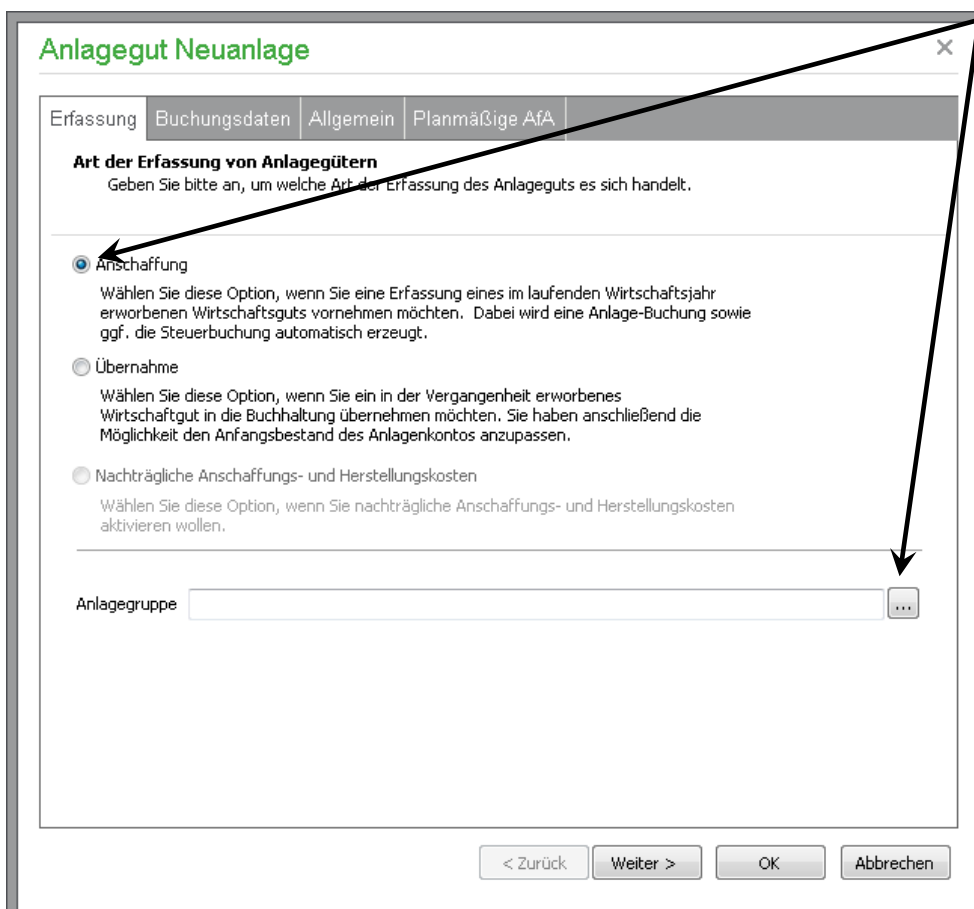 Anlagegut Neuanlage
Erfassung Buchungsdaten Allgemein Planmäßige AfA
Art der Erfassung von Anlagegütern
Geben Sie bitte an, um welche Art der Erfassung des Anlageguts es sich handelt.
Anschaffung
Wählen Sie diese Option, wenn Sie eine Erfassung eines im laufenden Wirtschaftsjahr
erworbenen Wirtschaftsguts vornehmen möchten. Dabei wird eine Anlage-Buchung sowie
ggf. die Steuerbuchung automatisch erzeugt.
Übernahme
Wählen Sie diese Option, wenn Sie ein in der Vergangenheit erworbenes
Wirtschaftgut in die Buchhaltung übernehmen möchten. Sie haben anschließend die
Möglichkeit den Anfangsbestand des Anlagenkontos anzupassen.
Nachträgliche Anschaffungs- und Herstellungskosten
Wählen Sie diese Option, wenn Sie nachträgliche Anschaffungs- und Herstellungskosten
aktivieren wollen.
Anlagegruppe ...
< Zurück Weiter > OK Abbrechen